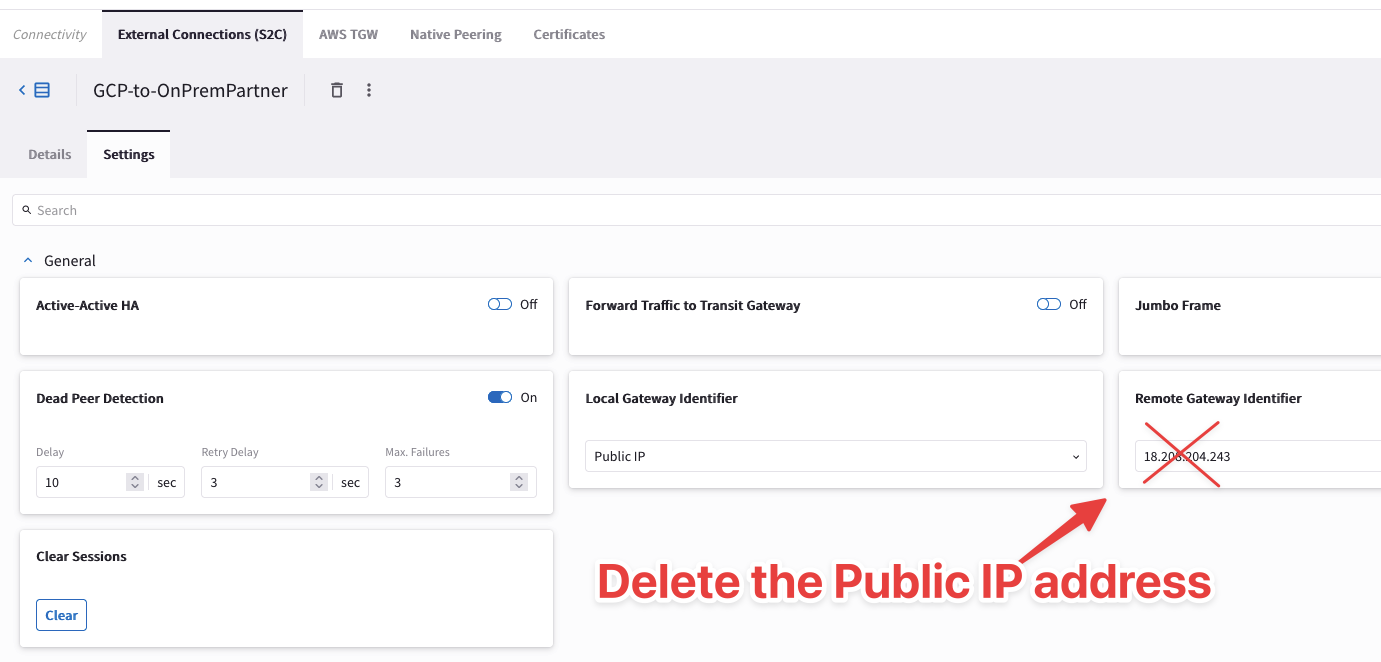 Connectivity External Connections (S2C) AWS TGW Native Peering Certificates
GCP-to-OnPremPartner
Details Settings
Search
General
Active-Active HA Off Forward Traffic to Transit Gateway Off Jumbo Frame
Dead Peer Detection On Local Gateway Identifier Remote Gateway Identifier
Delay Retry Delay Max. Failures
Public IP 18.208.204.243
10 sec 3 sec 3
Clear Sessions
Delete the Public IP address
Clear